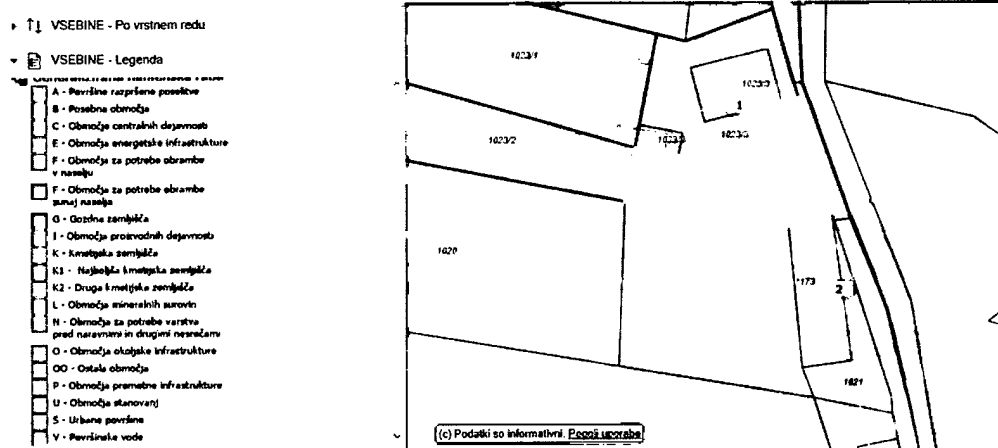 VSEBINE - Po vrstnem redu
VSEBINE - Legenda
A - Površine razpršene poselitve
B - Posebna območja
C - Območje centralnih dejavnosti
E - Območja energetske infrastrukture
F - Območja za potrebe obrambe
v naselju
F - Območja za potrebe obrambe
zunaj naselja
G - Gozdna zemljišča
I - Območja proizvodnih dejavnosti
K - Kmetijska zemljišča
K1 - Najboljša kmetijska zemljišča
K2 - Druga kmetijska zemljišča
L - Območja mineralnih surovin
N - Območja za potrebe varstva
pred naravnimi in drugimi nesrečami
O - Območja okoljske infrastrukture
OO - Ostala območja
P - Območja prometne infrastrukture
U - Območja stanovanj
S - Urbane površine
V - Površinske vode
1023/1
1
1023/2
1020
2
1021
(c) Podatki so informativni. Pogoji uporabe